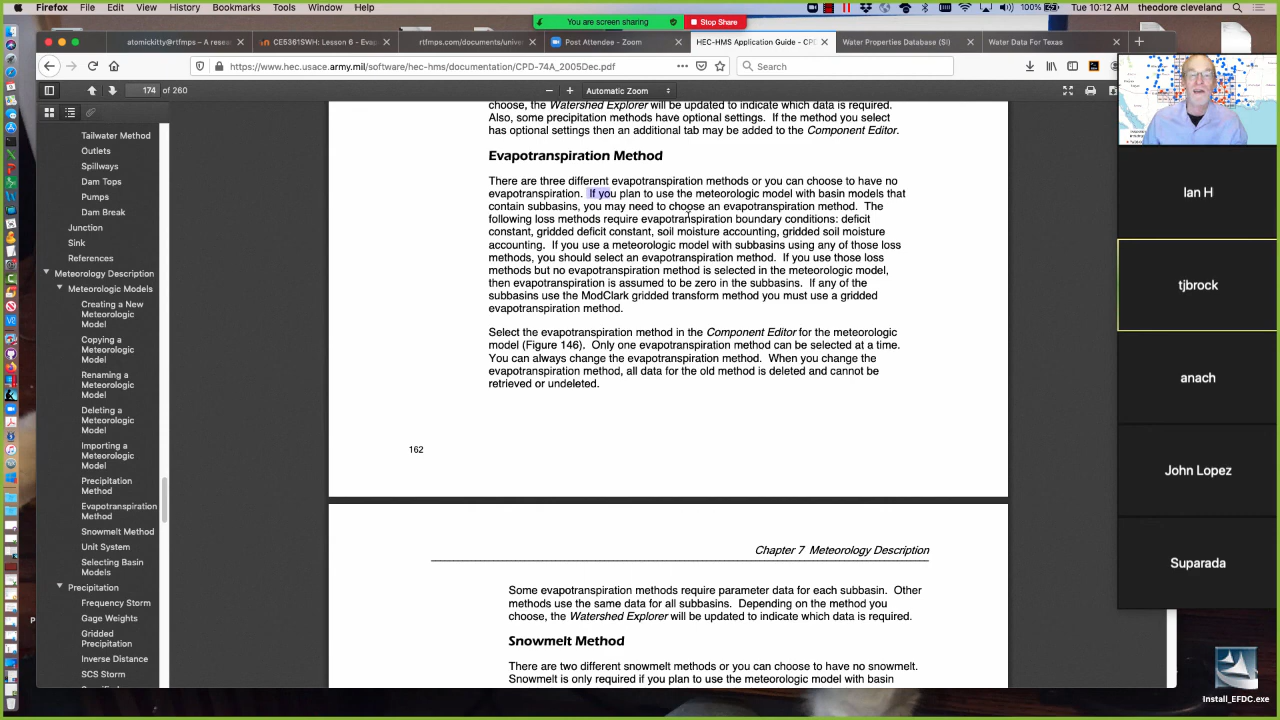 Firefox File Edit View History Bookmarks Tools Window Help
100% Tue 10:12 AM theodore cleveland
You are screen sharing Stop Share
atomickitty@rtfmps – A resea
CE5361SWH: Lesson 6 – Evap
rtfmps.com/documents/univer
Post Attendee - Zoom
HEC-HMS Application Guide - CPD
Water Properties Database (SI)
Water Data For Texas
https://www.hec.usace.army.mil/software/hec-hms/documentation/CPD-74A_2005Dec.pdf
Search
174 of 260
Automatic Zoom
Tailwater Method
Outlets
Spillways
Dam Tops
Pumps
Dam Break
Junction
Sink
References
Meteorology Description
Meteorologic Models
Creating a New
Meteorologic
Model
Copying a
Meteorologic
Model
Renaming a
Meteorologic
Model
Deleting a
Meteorologic
Model
Importing a
Meteorologic
Model
Precipitation
Method
Evapotranspiration
Method
Snowmelt Method
Unit System
Selecting Basin
Models
Precipitation
Frequency Storm
Gage Weights
Gridded
Precipitation
Inverse Distance
SCS Storm
choose, the Watershed Explorer will be updated to indicate which data is required.
Also, some precipitation methods have optional settings. If the method you select
has optional settings then an additional tab may be added to the Component Editor.
Evapotranspiration Method
There are three different evapotranspiration methods or you can choose to have no
evapotranspiration. If you plan to use the meteorologic model with basin models that
contain subbasins, you may need to choose an evapotranspiration method. The
following loss methods require evapotranspiration boundary conditions: deficit
constant, gridded deficit constant, soil moisture accounting, gridded soil moisture
accounting. If you use a meteorologic model with subbasins using any of those loss
methods, you should select an evapotranspiration method. If you use those loss
methods but no evapotranspiration method is selected in the meteorologic model,
then evapotranspiration is assumed to be zero in the subbasins. If any of the
subbasins use the ModClark gridded transform method you must use a gridded
evapotranspiration method.
Select the evapotranspiration method in the Component Editor for the meteorologic
model (Figure 146). Only one evapotranspiration method can be selected at a time.
You can always change the evapotranspiration method. When you change the
evapotranspiration method, all data for the old method is deleted and cannot be
retrieved or undeleted.
162
Chapter 7 Meteorology Description
Some evapotranspiration methods require parameter data for each subbasin. Other
methods use the same data for all subbasins. Depending on the method you
choose, the Watershed Explorer will be updated to indicate which data is required.
Snowmelt Method
There are two different snowmelt methods or you can choose to have no snowmelt.
Snowmelt is only required if you plan to use the meteorologic model with basin
Ian H
tjbrock
anach
John Lopez
Suparada
Install_EFDC.exe